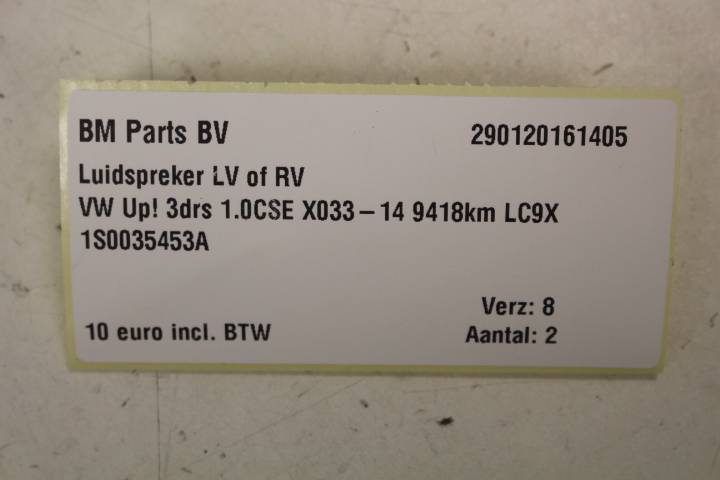 BM Parts BV 290120161405
Luidspreker LV of RV
VW Up! 3drs 1.0CSE X033-14 9418km LC9X
1S0035453A
Verz: 8
10 euro incl. BTW Aantal: 2